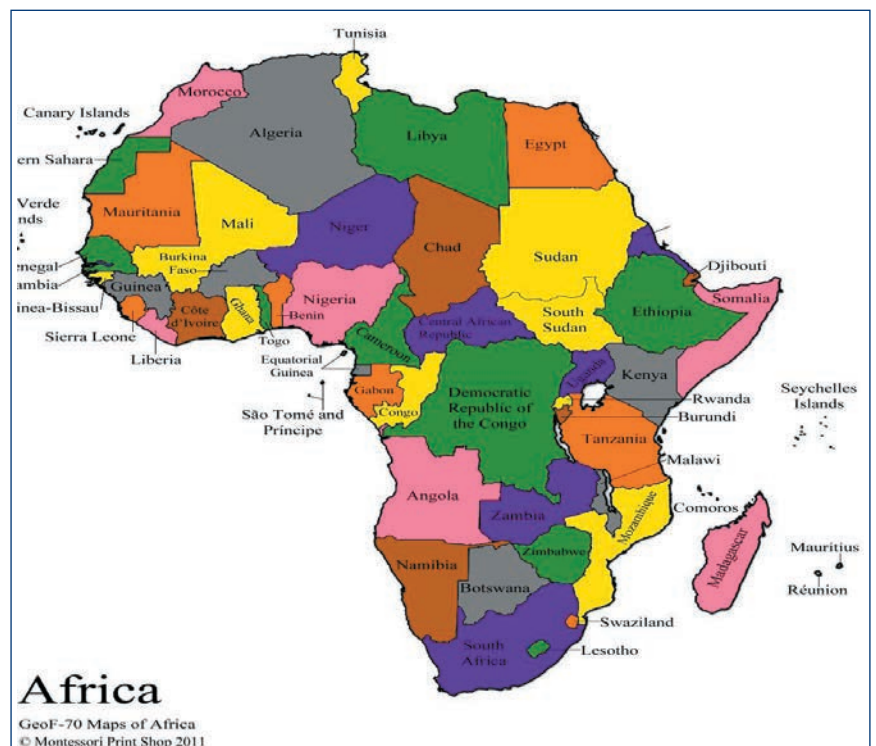 Tunisia
Morocco
Canary Islands
Algeria
Libya
Egypt
ern Sahara
Verde
nds
Mauritania
Mali
Niger
Chad
Sudan
negal
ambia
inea-Bissau
Burkina
Faso
Guinea
Sierra Leone
Liberia
Côte
d'Ivoire
Ghana
Togo
Benin
Nigeria
Cameroon
Central African
Republic
South
Sudan
Ethiopia
Djibouti
Somalia
Equatorial
Guinea
São Tomé and
Príncipe
Gabon
Congo
Democratic
Republic of
the Congo
Uganda
Kenya
Rwanda
Burundi
Tanzania
Seychelles
Islands
Malawi
Comoros
Angola
Zambia
Mozambique
Madagascar
Mauritius
Réunion
Namibia
Botswana
Zimbabwe
Swaziland
Lesotho
South
Africa
Africa
GeoF-70 Maps of Africa
© Montessori Print Shop 2011